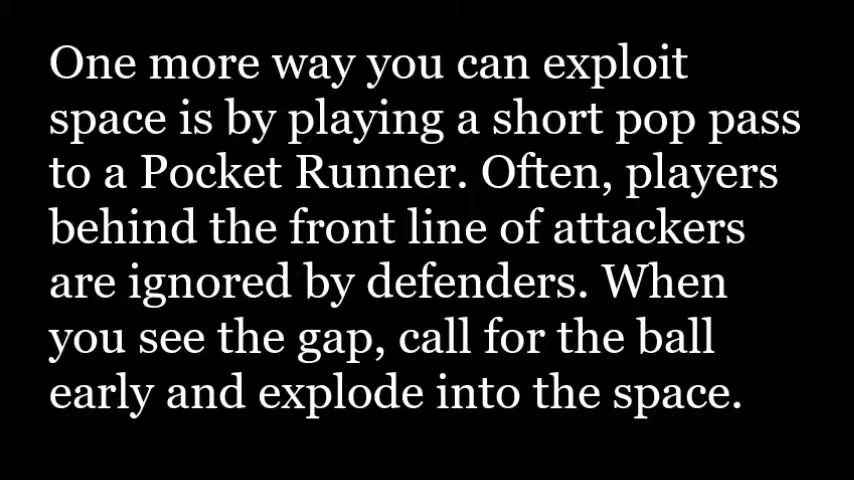 One more way you can exploit
space is by playing a short pop pass
to a Pocket Runner. Often, players
behind the front line of attackers
are ignored by defenders. When
you see the gap, call for the ball
early and explode into the space.